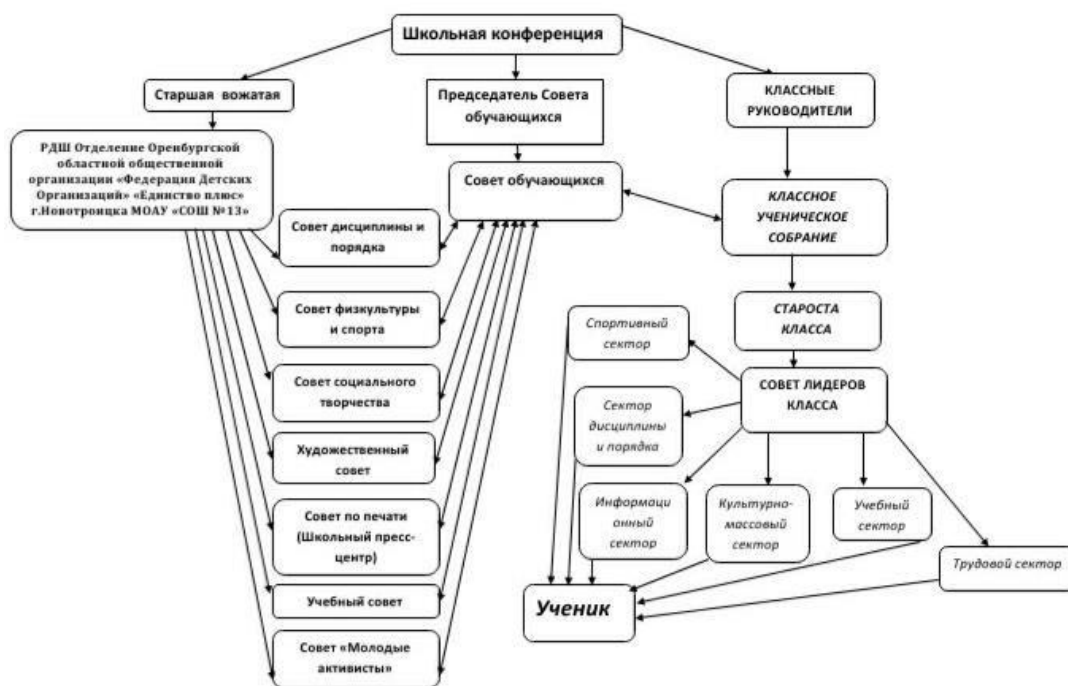 Школьная конференция
Старшая вожатая
Председатель Совета
обучающихся
КЛАССНЫЕ
РУКОВОДИТЕЛИ
РДШ Отделение Оренбургской
областной общественной
организации «Федерация Детских
Организаций» «Единство плюс»
г.Новотроицка МОАУ «СОШ №13»
Совет обучающихся
КЛАССНОЕ
УЧЕНИЧЕСКОЕ
СОБРАНИЕ
Совет дисциплины и
порядка
Совет физкультуры
и спорта
Совет социального
творчества
Художественный
совет
Совет по печати
(Школьный пресс-
центр)
Учебный совет
Совет «Молодые
активисты»
СТАРОСТА
КЛАССА
СОВЕТ ЛИДЕРОВ
КЛАССА
Спортивный
сектор
Сектор
дисциплины
и порядка
Информаци
онный
сектор
Культурно-
массовый
сектор
Учебный
сектор
Трудовой сектор
Ученик